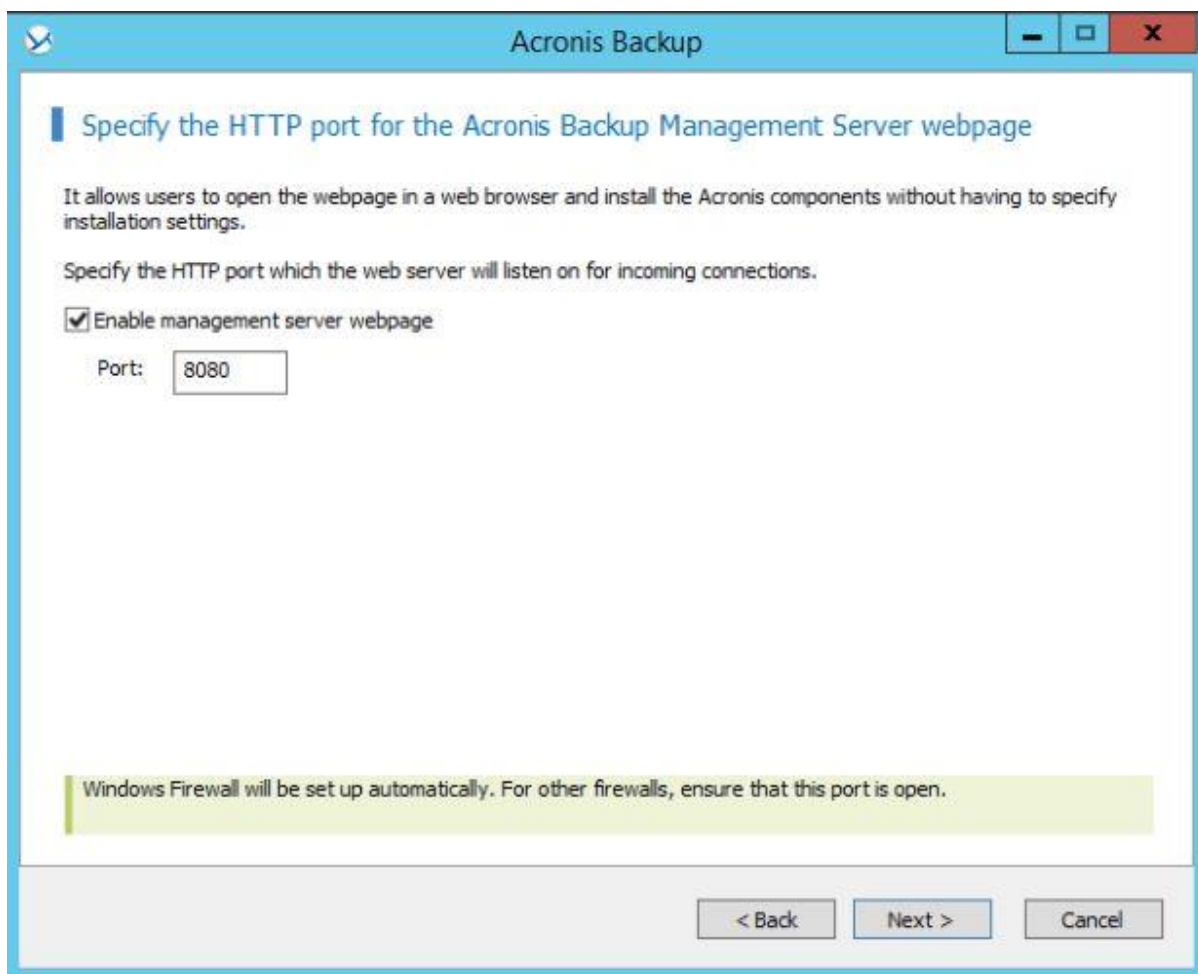 Acronis Backup
Specify the HTTP port for the Acronis Backup Management Server webpage
It allows users to open the webpage in a web browser and install the Acronis components without having to specify
installation settings.
Specify the HTTP port which the web server will listen on for incoming connections.
Enable management server webpage
Port: 8080
Windows Firewall will be set up automatically. For other firewalls, ensure that this port is open.
< Back Next > Cancel